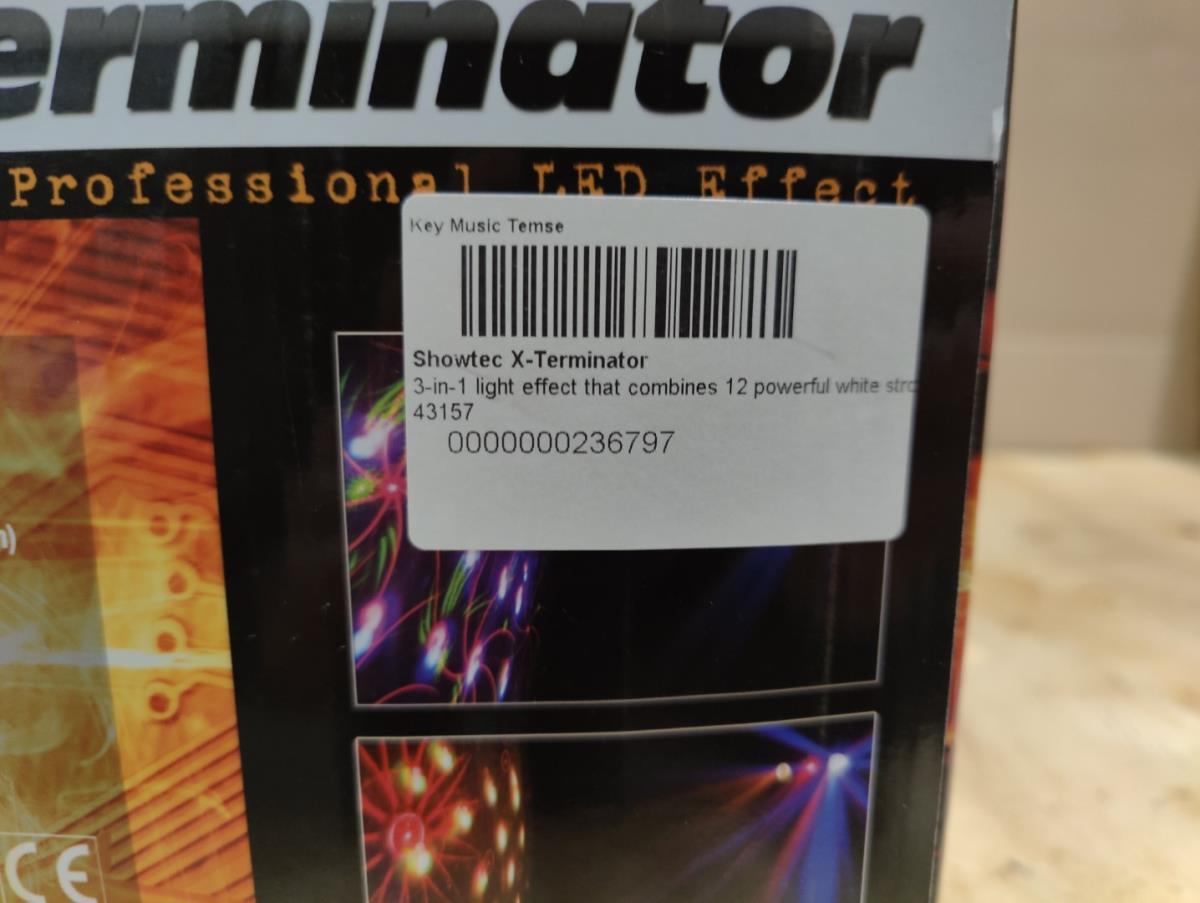 erminator
Professional LED Effect
Key Music Temse
Showtec X-Terminator
3-in-1 light effect that combines 12 powerful white stro
43157
0000000236797
m)
CE